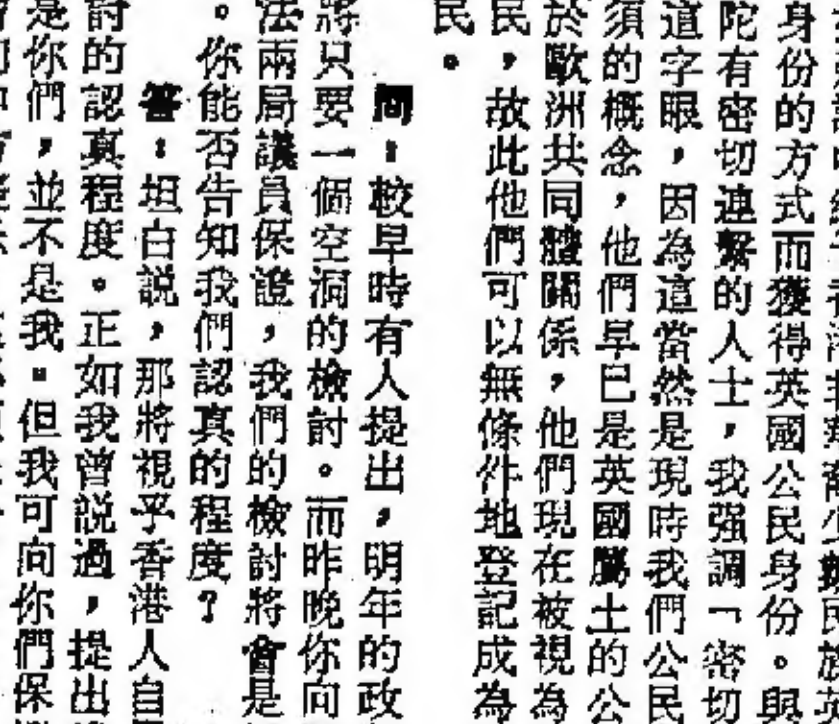 身份的方式而獲得英國公民身份。與
陀有密切連繫的人士，我强調「密切
這字眼，因為這當然是現時我們公民
須的概念，他們早已是英國屬土的公
於歐洲共同體關係，他們現在被視為
民，故此他們可以無條件地登記成為
民。
問：較早時有人提出，明年的政
將只要一個空洞的檢討。而昨晚你向
法兩局議員保證，我們的檢討將會是
。你能否告知我們認真的程度？
答：坦白説，那將視乎香港人自
討的認真程度。正如我曾説過，提出
是你們，並不是我。但我可向你們保